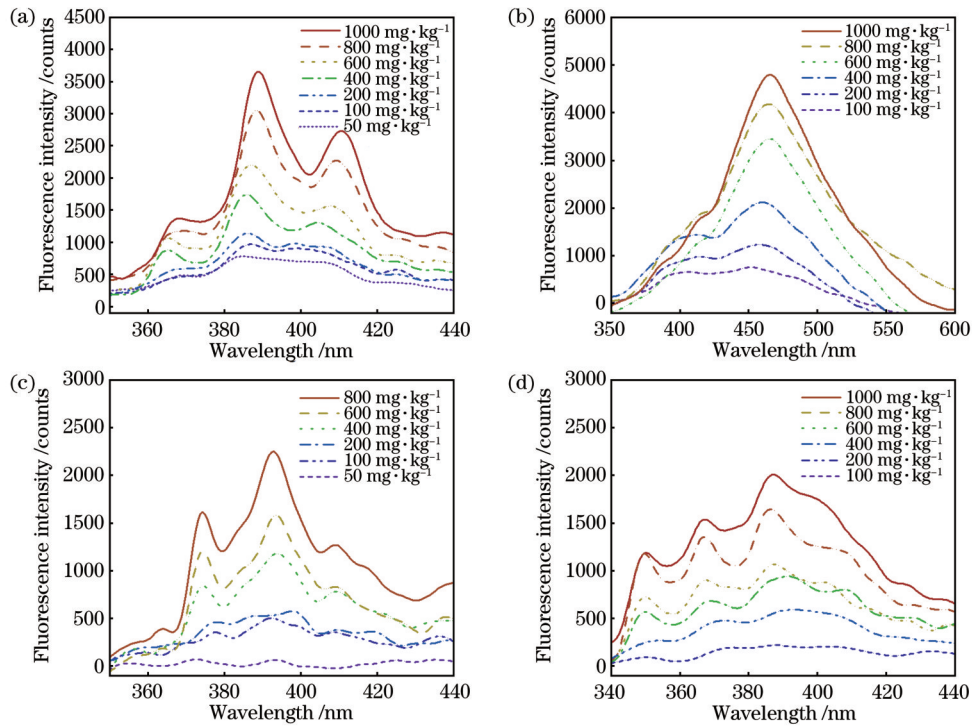 (a)
4500
4000
3500
3000
2500
2000
1500
1000
500
0
Fluorescence intensity /counts
1000 mg·kg⁻¹
800 mg·kg⁻¹
600 mg·kg⁻¹
400 mg·kg⁻¹
200 mg·kg⁻¹
100 mg·kg⁻¹
50 mg·kg⁻¹
360 380 400 420 440
Wavelength /nm
(b)
6000
5000
4000
3000
2000
1000
0
Fluorescence intensity /counts
1000 mg·kg⁻¹
800 mg·kg⁻¹
600 mg·kg⁻¹
400 mg·kg⁻¹
200 mg·kg⁻¹
100 mg·kg⁻¹
350 400 450 500 550 600
Wavelength /nm
(c)
3000
2500
2000
1500
1000
500
0
Fluorescence intensity /counts
800 mg·kg⁻¹
600 mg·kg⁻¹
400 mg·kg⁻¹
200 mg·kg⁻¹
100 mg·kg⁻¹
50 mg·kg⁻¹
360 380 400 420 440
Wavelength /nm
(d)
3000
2500
2000
1500
1000
500
0
Fluorescence intensity /counts
1000 mg·kg⁻¹
800 mg·kg⁻¹
600 mg·kg⁻¹
400 mg·kg⁻¹
200 mg·kg⁻¹
100 mg·kg⁻¹
340 360 380 400 420 440
Wavelength /nm